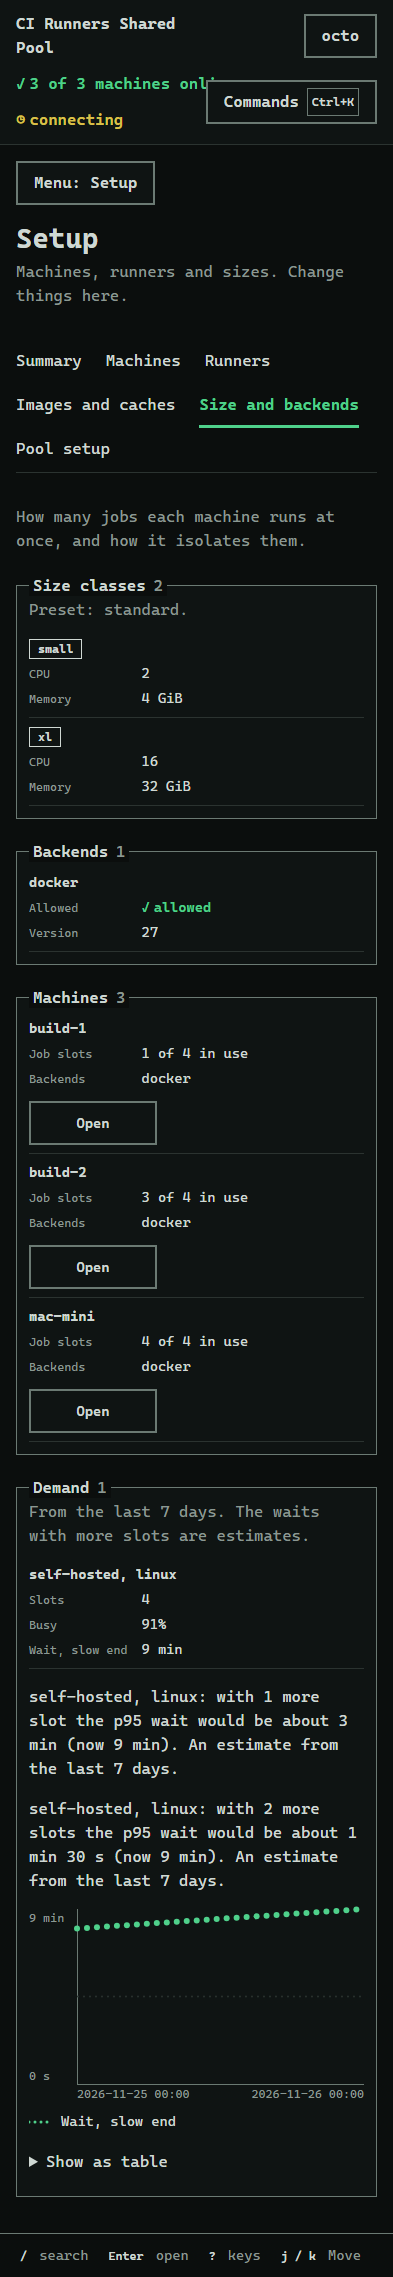 CI Runners Shared
Pool
octo
✓ 3 of 3 machines
Commands Ctrl+K
connecting
Menu: Setup
Setup
Machines, runners and sizes. Change
things here.
Summary Machines Runners
Images and caches Size and backends
Pool setup
How many jobs each machine runs at
once, and how it isolates them.
Size classes 2
Preset: standard.
small
CPU 2
Memory 4 GiB
xl
CPU 16
Memory 32 GiB
Backends 1
docker
Allowed ✓ allowed
Version 27
Machines 3
build-1
Job slots 1 of 4 in use
Backends docker
Open
build-2
Job slots 3 of 4 in use
Backends docker
Open
mac-mini
Job slots 4 of 4 in use
Backends docker
Open
Demand 1
From the last 7 days. The waits
with more slots are estimates.
self-hosted, linux
Slots 4
Busy 91%
Wait, slow end 9 min
self-hosted, linux: with 1 more
slot the p95 wait would be about 3
min (now 9 min). An estimate from
the last 7 days.
self-hosted, linux: with 2 more
slots the p95 wait would be about 1
min 30 s (now 9 min). An estimate
from the last 7 days.
9 min
0 s
2026-11-25 00:00 2026-11-26 00:00
Wait, slow end
Show as table
/ search Enter open ? keys j / k Move